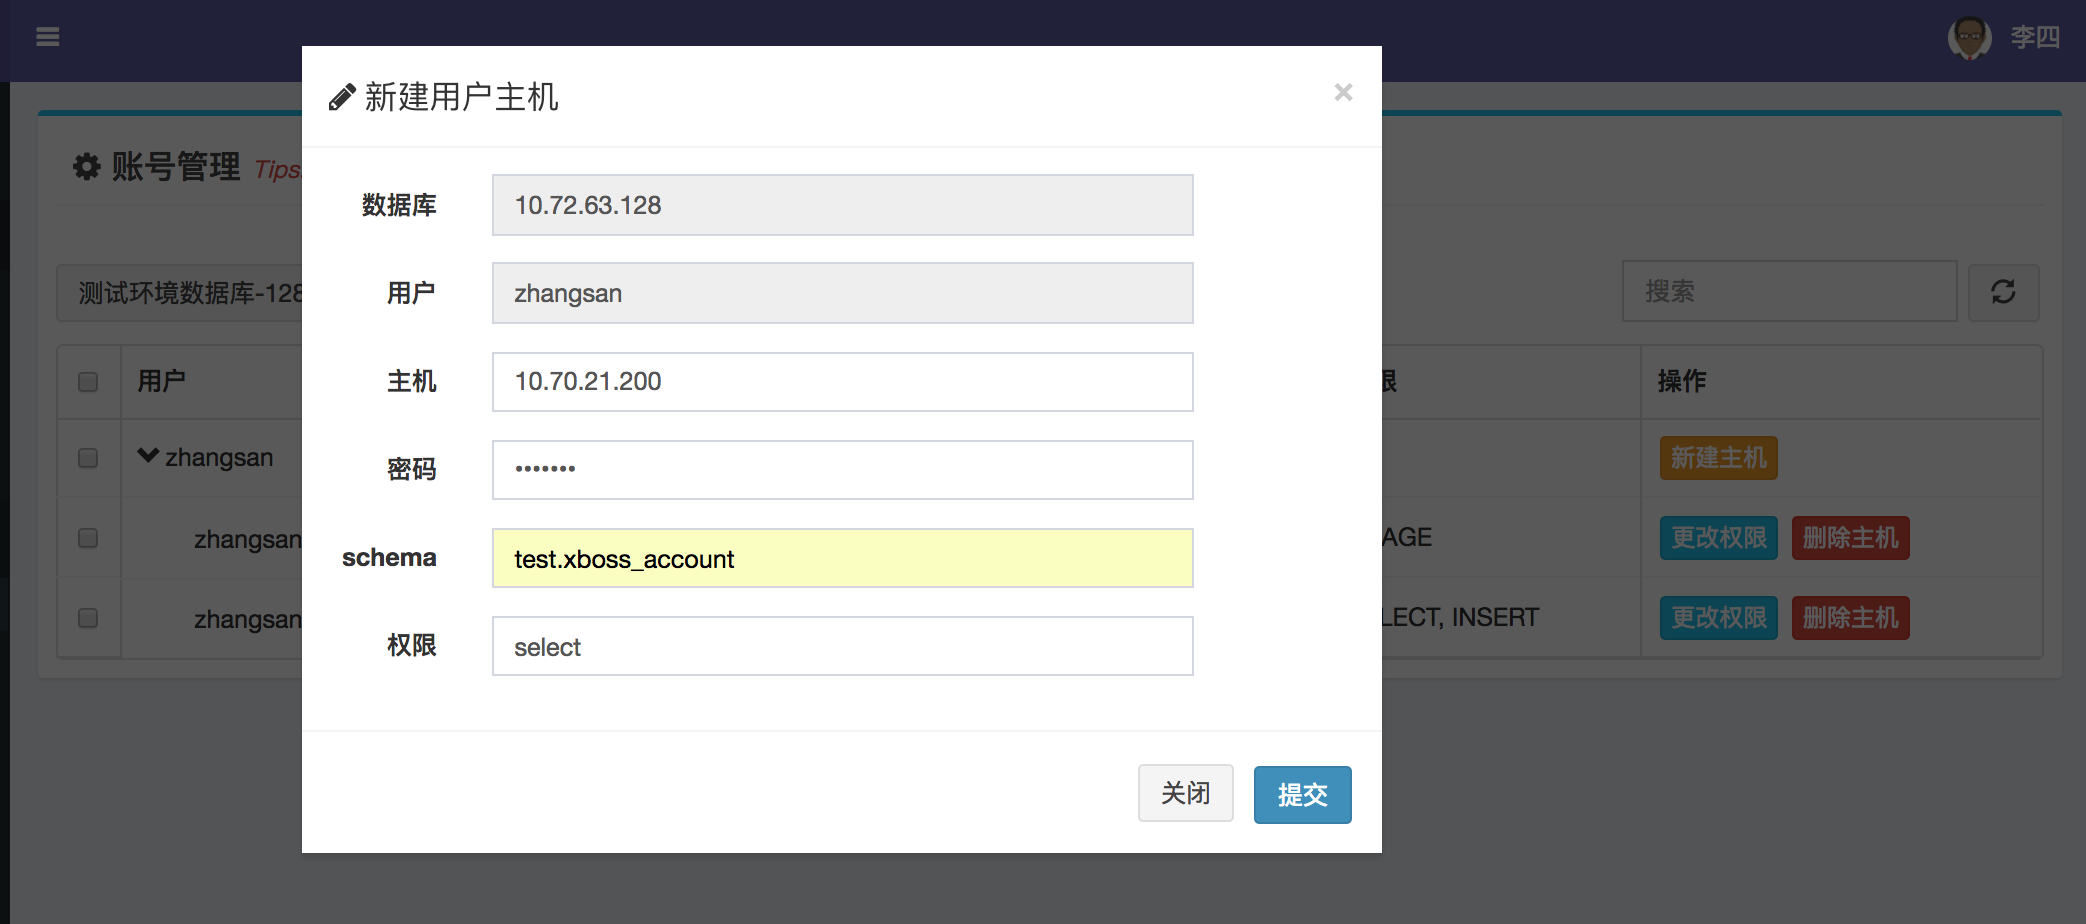 李四
新建用户主机
×
账号管理 Tips:
数据库 10.72.63.128
用户 zhangsan
主机 10.70.21.200
密码 •••••••
schema test.xboss_account
权限 select
关闭 提交
测试环境数据库-128
搜索
用户 限 操作
zhangsan 新建主机
zhangsan AGE 更改权限 删除主机
zhangsan LECT, INSERT 更改权限 删除主机